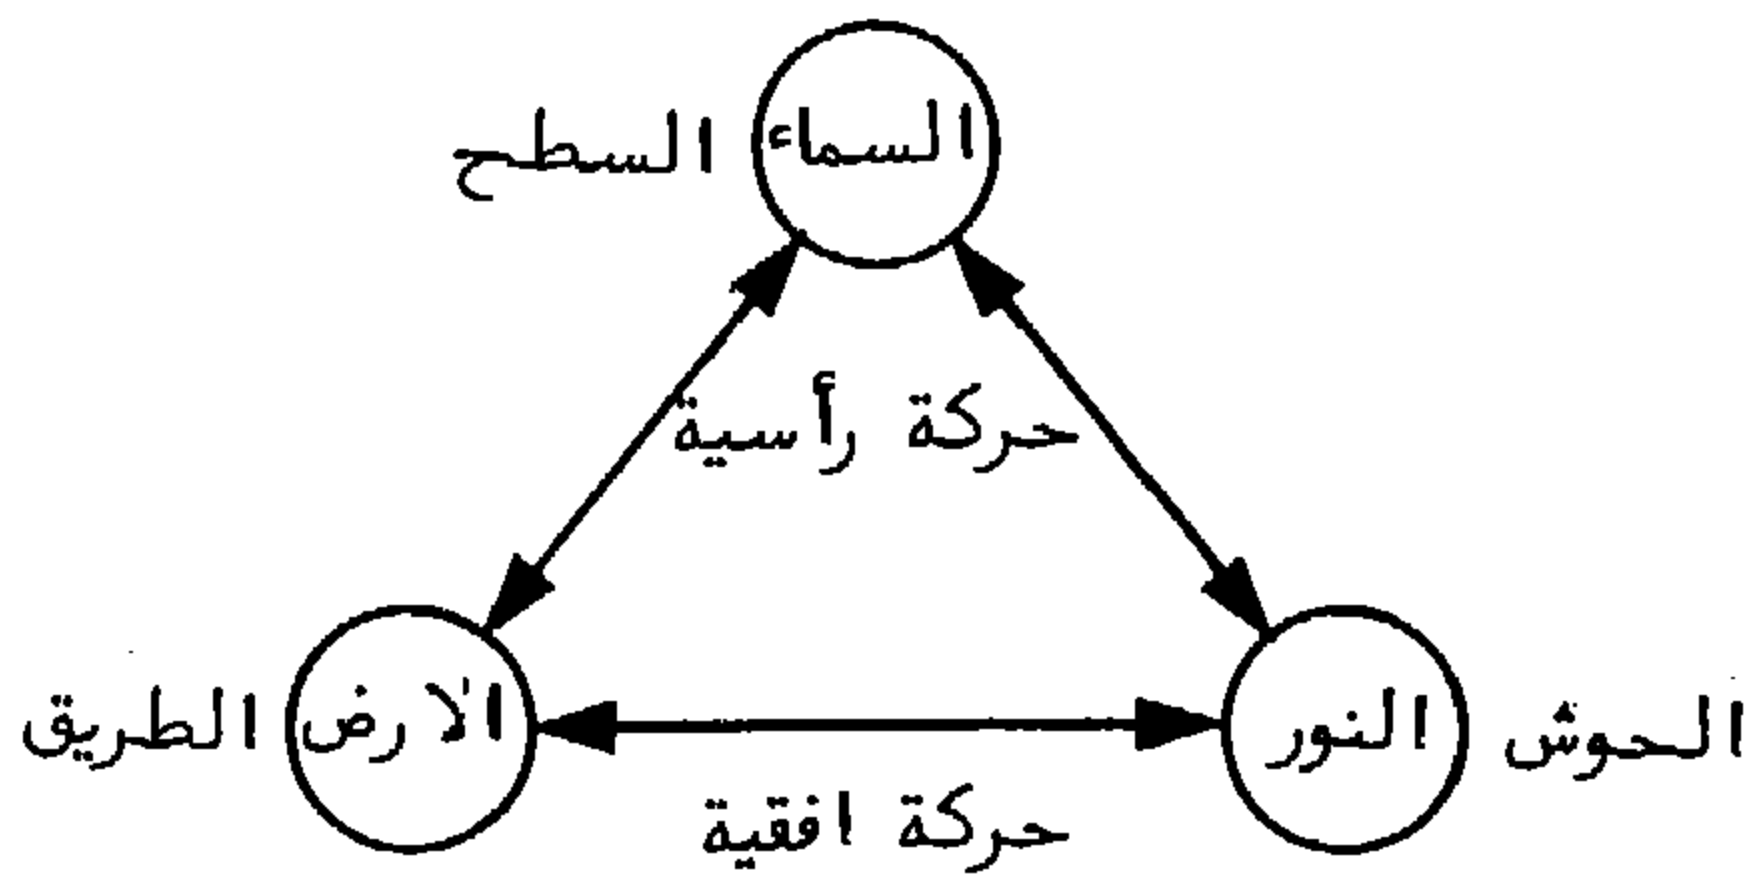 السماء
السطح
حركة رأسية
الحوش
النور
الارض
الطريق
حركة افقية